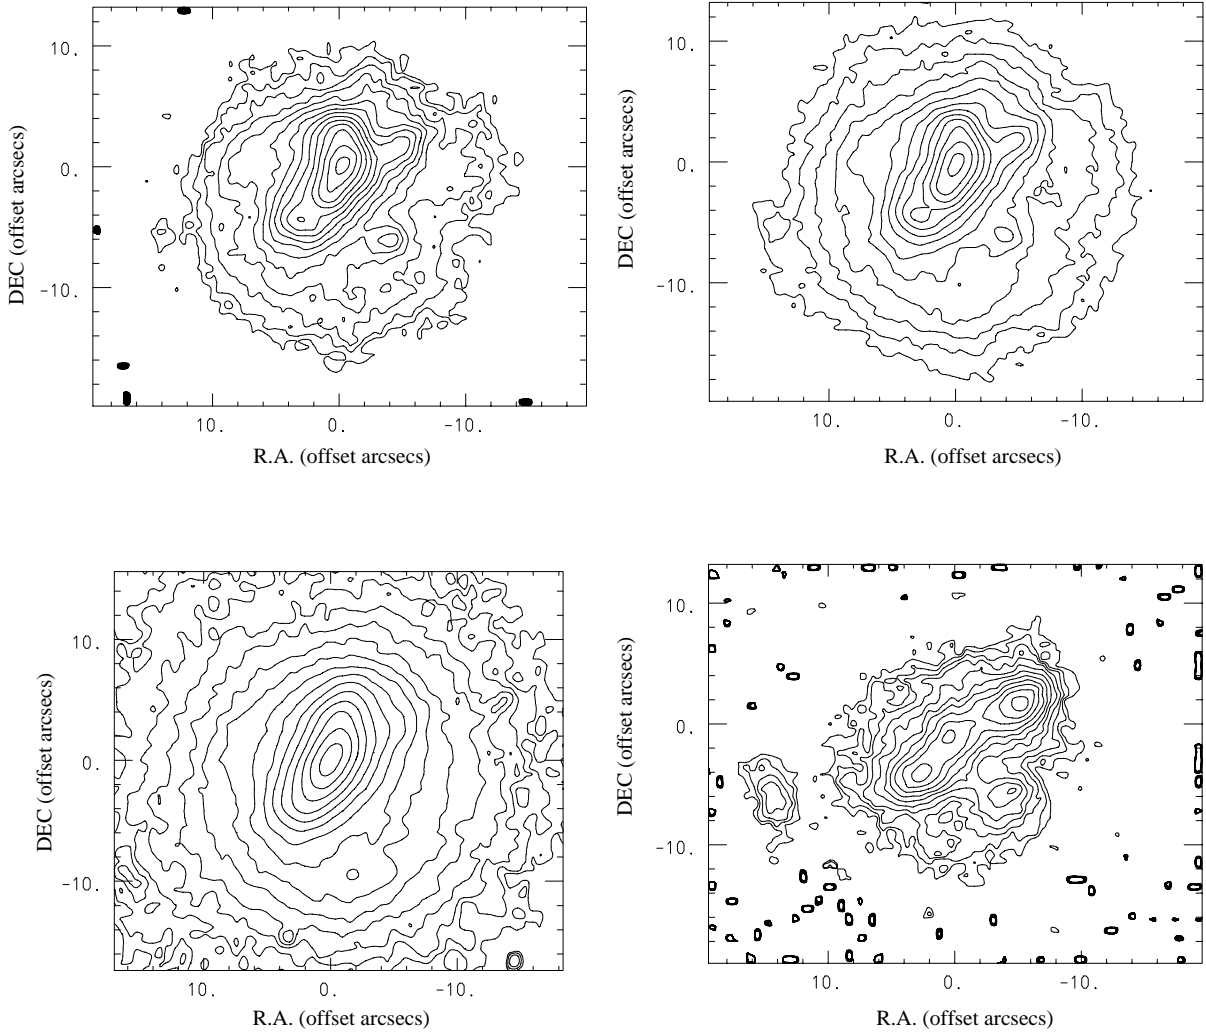 10.
0.
-10.
DEC (offset arcsecs)
10. 0. -10.
R.A. (offset arcsecs)
10.
0.
-10.
DEC (offset arcsecs)
10. 0. -10.
R.A. (offset arcsecs)
10.
0.
-10.
DEC (offset arcsecs)
10. 0. -10.
R.A. (offset arcsecs)
10.
0.
-10.
DEC (offset arcsecs)
10. 0. -10.
R.A. (offset arcsecs)